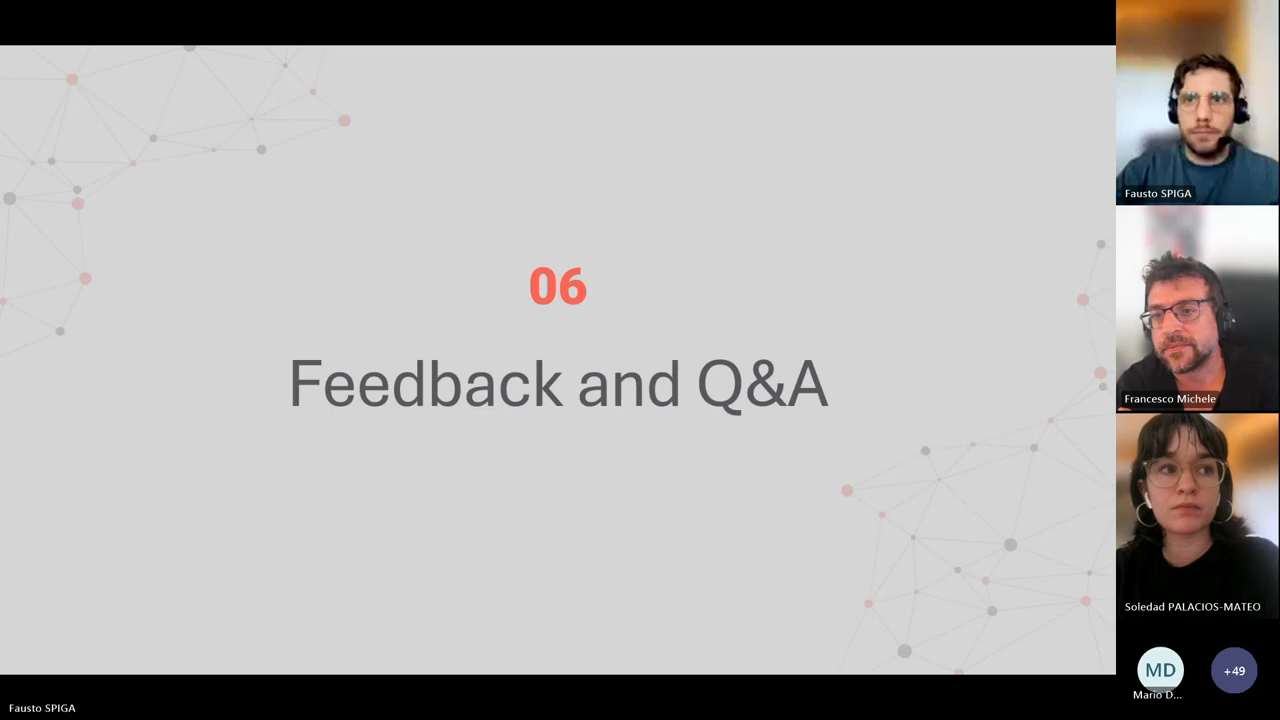 06
Feedback and Q&A
Fausto SPIGA
Francesco Michele
Soledad PALACIOS-MATEO
MD
+49
Mario D...
Fausto SPIGA